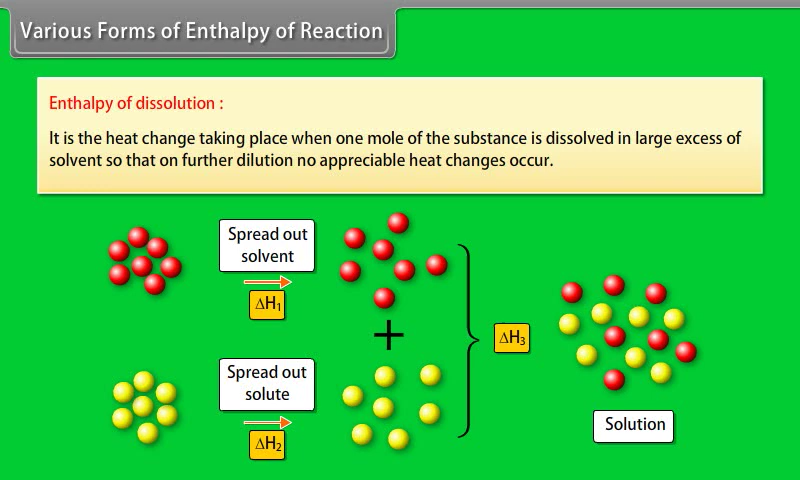 Various Forms of Enthalpy of Reaction
Enthalpy of dissolution :
It is the heat change taking place when one mole of the substance is dissolved in large excess of
solvent so that on further dilution no appreciable heat changes occur.
Spread out
solvent
ΔH₁
+
Spread out
solute
ΔH₂
ΔH₃
Solution